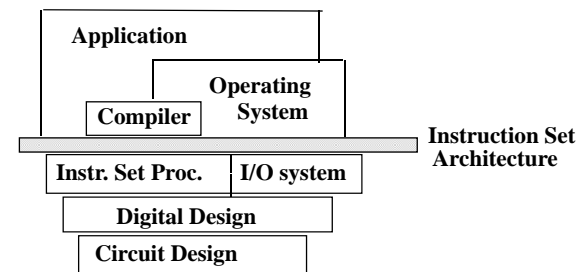 Application
Operating
System
Compiler
Instruction Set
Architecture
Instr. Set Proc.
I/O system
Digital Design
Circuit Design